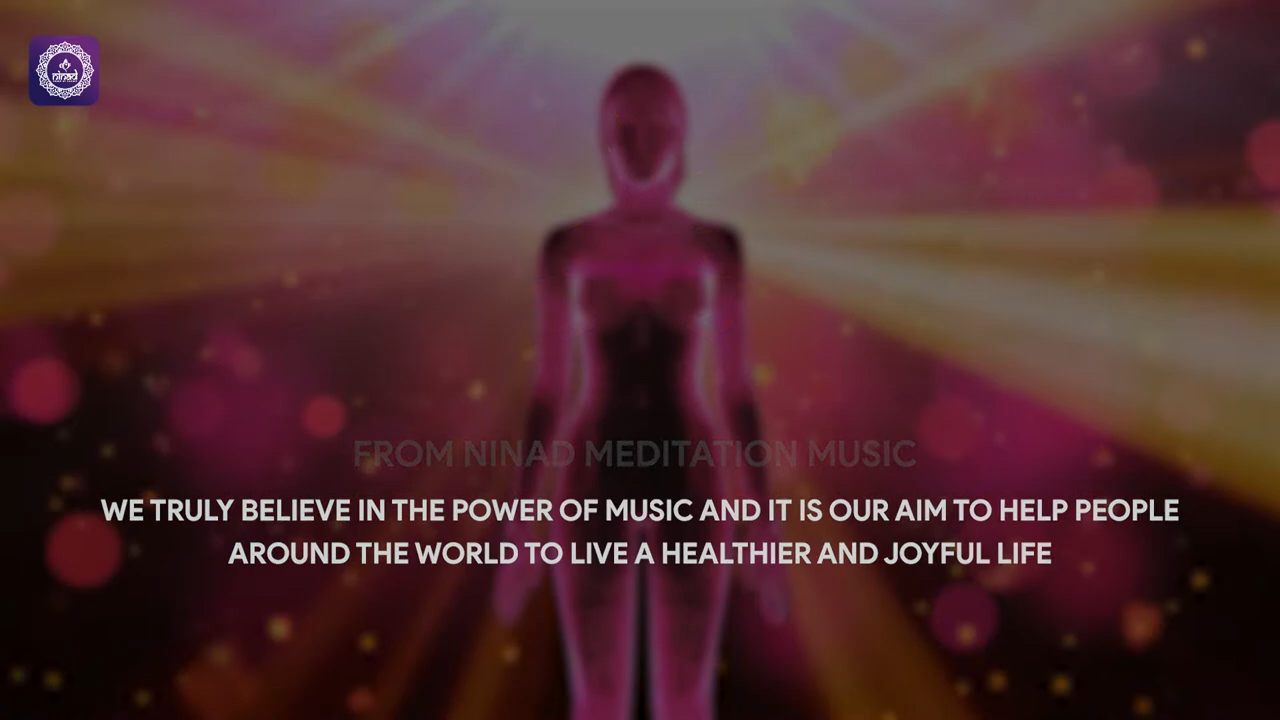 ninad
FROM NINAD MEDITATION MUSIC
WE TRULY BELIEVE IN THE POWER OF MUSIC AND IT IS OUR AIM TO HELP PEOPLE
AROUND THE WORLD TO LIVE A HEALTHIER AND JOYFUL LIFE